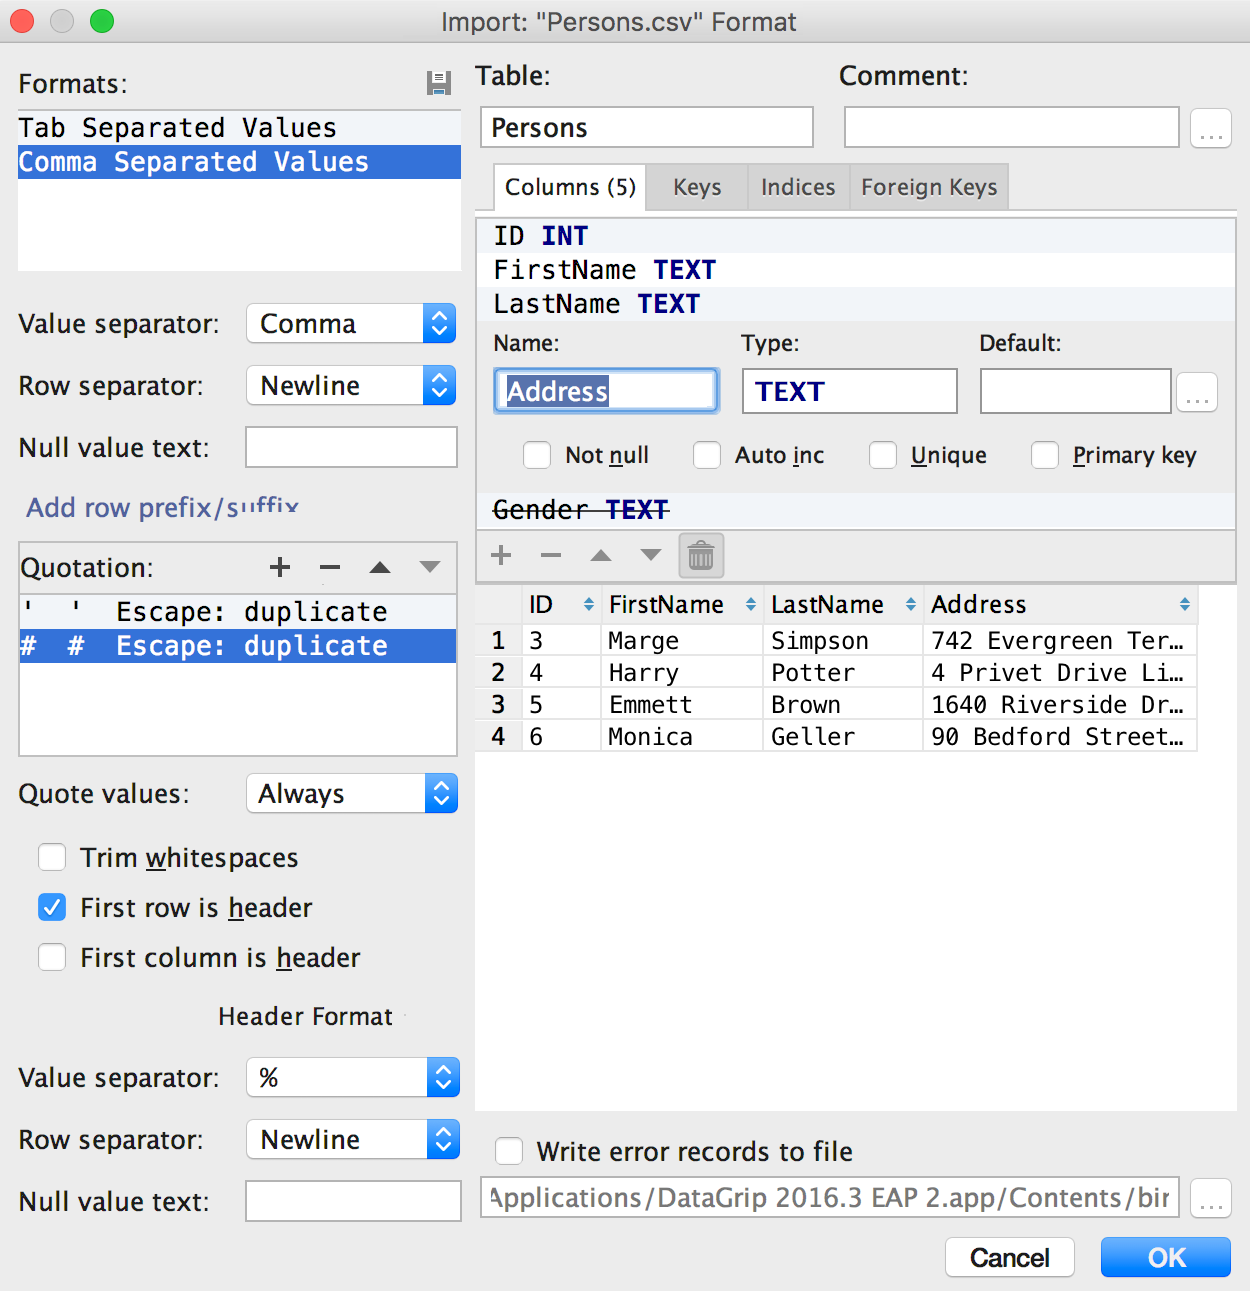 Import: "Persons.csv" Format
Formats:
Tab Separated Values
Comma Separated Values
Value separator: Comma
Row separator: Newline
Null value text:
Add row prefix/suffix
Quotation:
' ' Escape: duplicate
# # Escape: duplicate
Quote values: Always
Trim whitespaces
First row is header
First column is header
Header Format
Value separator: %
Row separator: Newline
Null value text:
Table: Comment:
Persons ...
Columns (5) Keys Indices Foreign Keys
ID INT
FirstName TEXT
LastName TEXT
Name: Type: Default:
Address TEXT ...
Not null Auto inc Unique Primary key
Gender TEXT
ID FirstName LastName Address
1 3 Marge Simpson 742 Evergreen Ter...
2 4 Harry Potter 4 Privet Drive Li...
3 5 Emmett Brown 1640 Riverside Dr...
4 6 Monica Geller 90 Bedford Street...
Write error records to file
Applications/DataGrip 2016.3 EAP 2.app/Contents/bin ...
Cancel OK